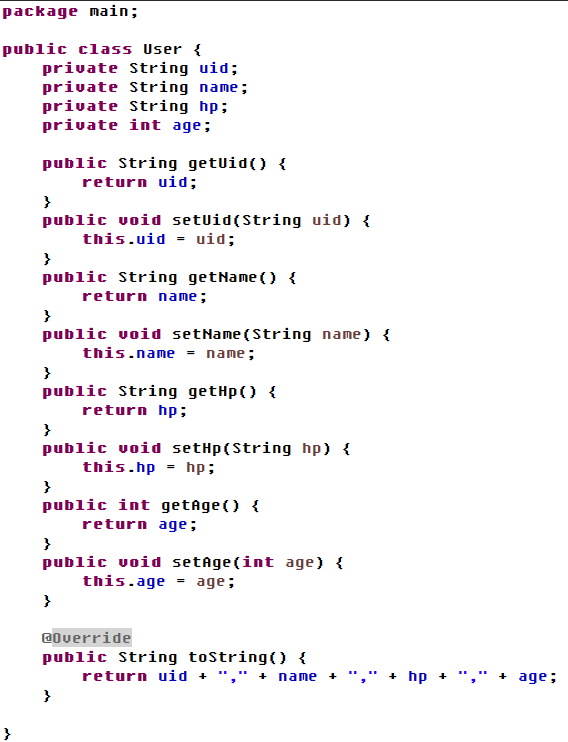 package main;
public class User {
    private String uid;
    private String name;
    private String hp;
    private int age;
    public String getUid() {
        return uid;
    }
    public void setUid(String uid) {
        this.uid = uid;
    }
    public String getName() {
        return name;
    }
    public void setName(String name) {
        this.name = name;
    }
    public String getHp() {
        return hp;
    }
    public void setHp(String hp) {
        this.hp = hp;
    }
    public int getAge() {
        return age;
    }
    public void setAge(int age) {
        this.age = age;
    }
    @Override
    public String toString() {
        return uid + "," + name + "," + hp + "," + age;
    }
}